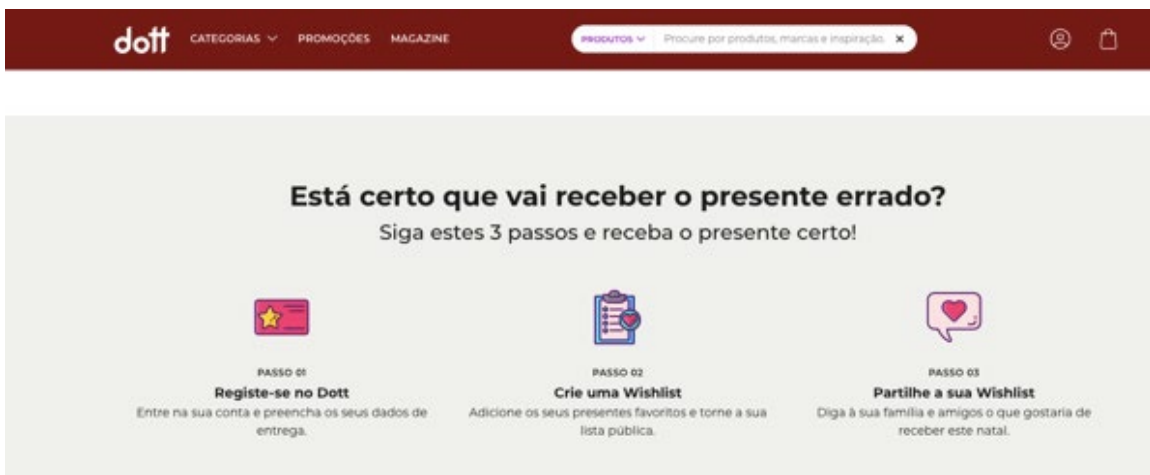 dott CATEGORIAS PROMOÇÕES MAGAZINE PRODUTOS Procure por produtos, marcas e inspiração. X
Está certo que vai receber o presente errado?
Siga estes 3 passos e receba o presente certo!
PASSO 01
Registe-se no Dott
Entre na sua conta e preencha os seus dados de
entrega.
PASSO 02
Crie uma Wishlist
Adicione os seus presentes favoritos e torne a sua
lista pública.
PASSO 03
Partilhe a sua Wishlist
Diga à sua família e amigos o que gostaria de
receber este natal.